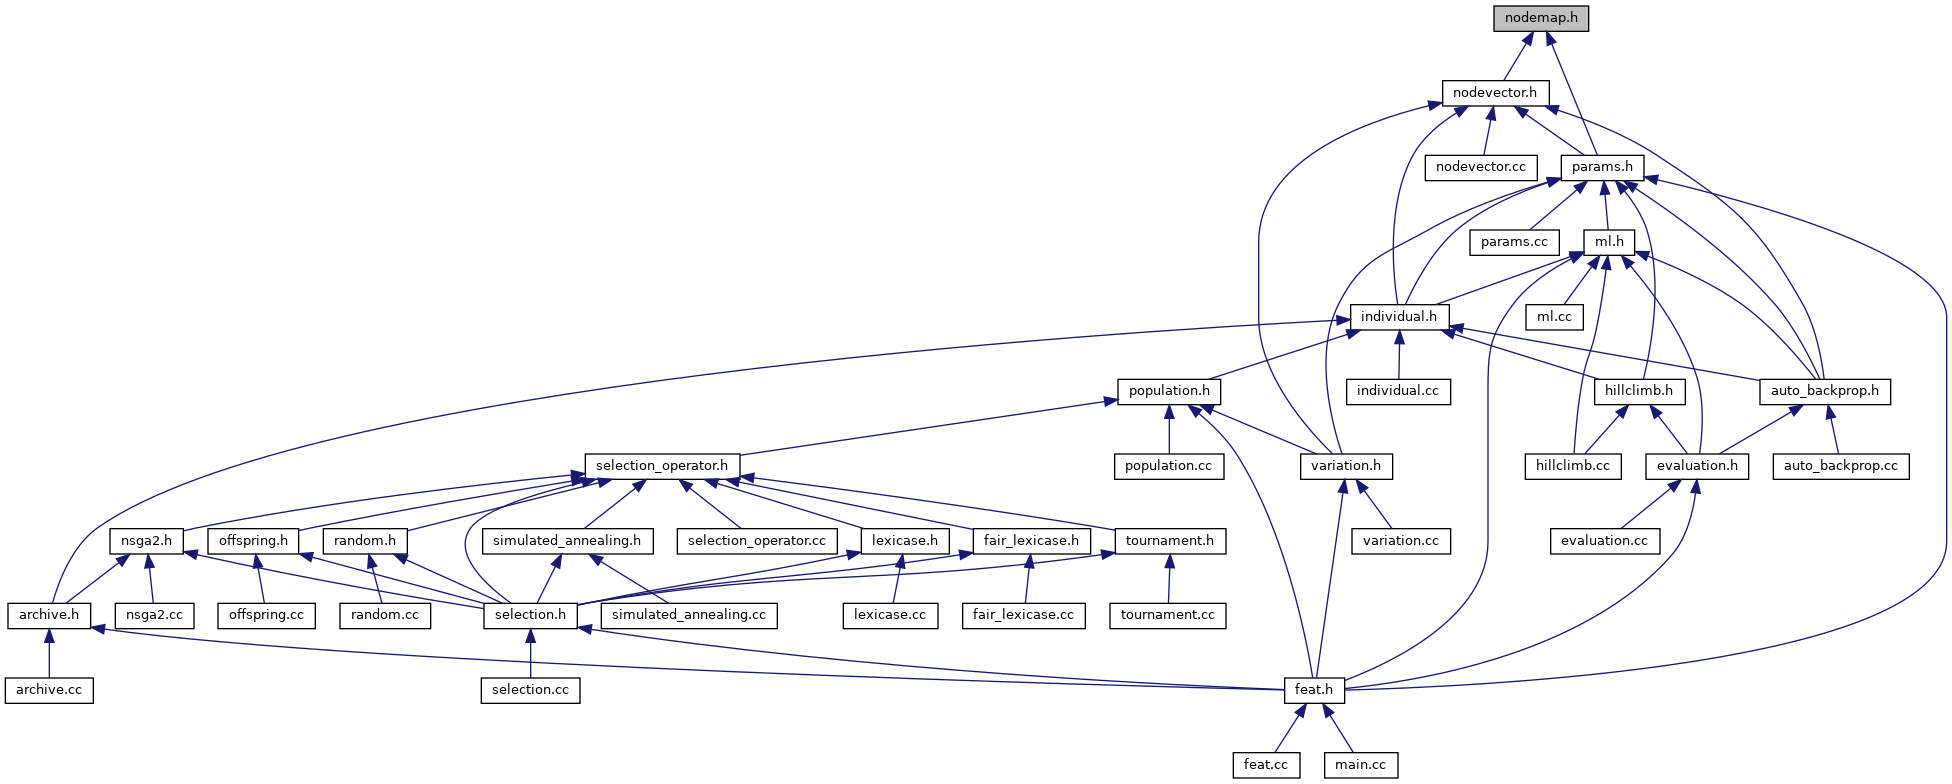 nodemap.h
nodevector.h
nodevector.cc
params.h
params.cc
ml.h
individual.h
ml.cc
population.h
individual.cc
hillclimb.h
auto_backprop.h
selection_operator.h
population.cc
variation.h
hillclimb.cc
evaluation.h
auto_backprop.cc
nsga2.h
offspring.h
random.h
simulated_annealing.h
selection_operator.cc
lexicase.h
fair_lexicase.h
tournament.h
variation.cc
evaluation.cc
archive.h
nsga2.cc
offspring.cc
random.cc
selection.h
simulated_annealing.cc
lexicase.cc
fair_lexicase.cc
tournament.cc
archive.cc
selection.cc
feat.h
feat.cc
main.cc